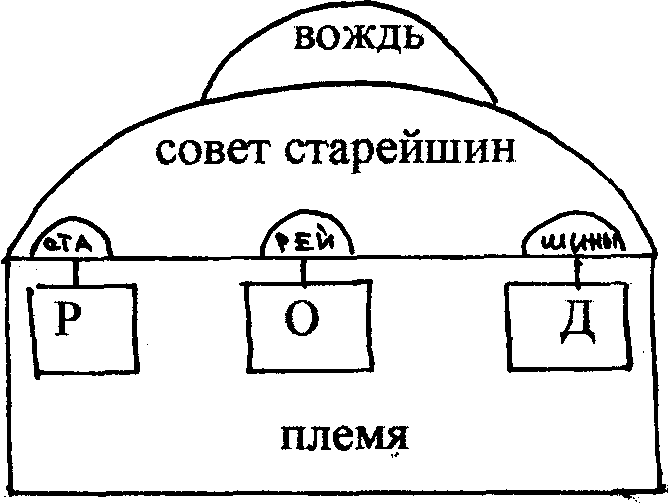 вождь
совет старейшин
СТА РЕЙ ШИНЫ
Р О Д
племя